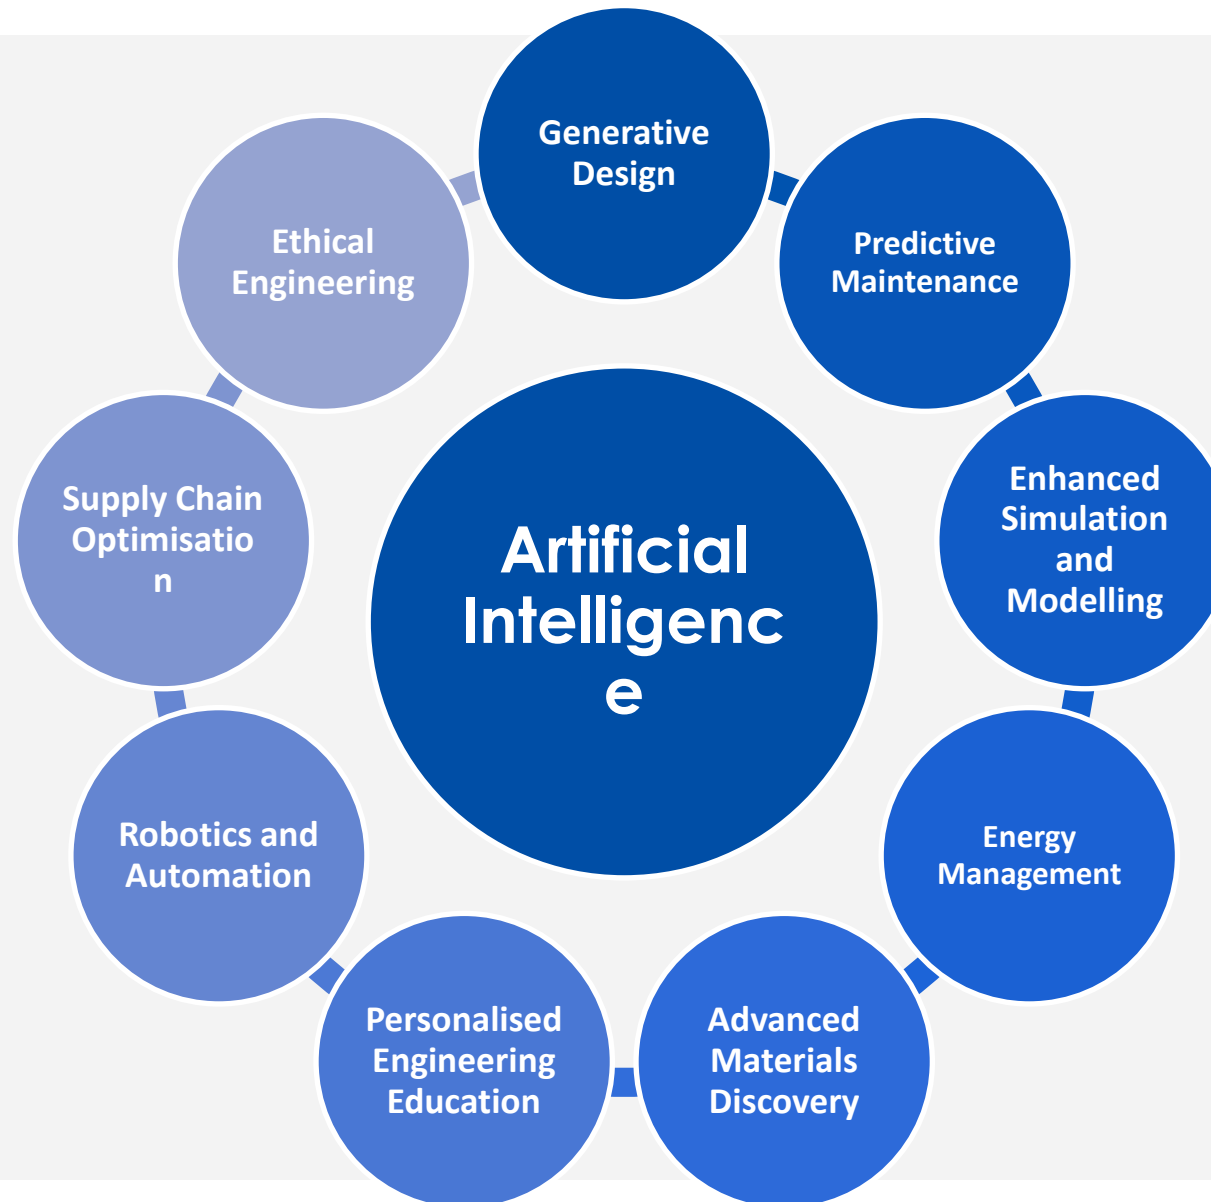 Generative
Design
Predictive
Maintenance
Enhanced
Simulation
and
Modelling
Energy
Management
Advanced
Materials
Discovery
Personalised
Engineering
Education
Robotics and
Automation
Supply Chain
Optimisatio
n
Ethical
Engineering
Artificial
Intelligenc
e